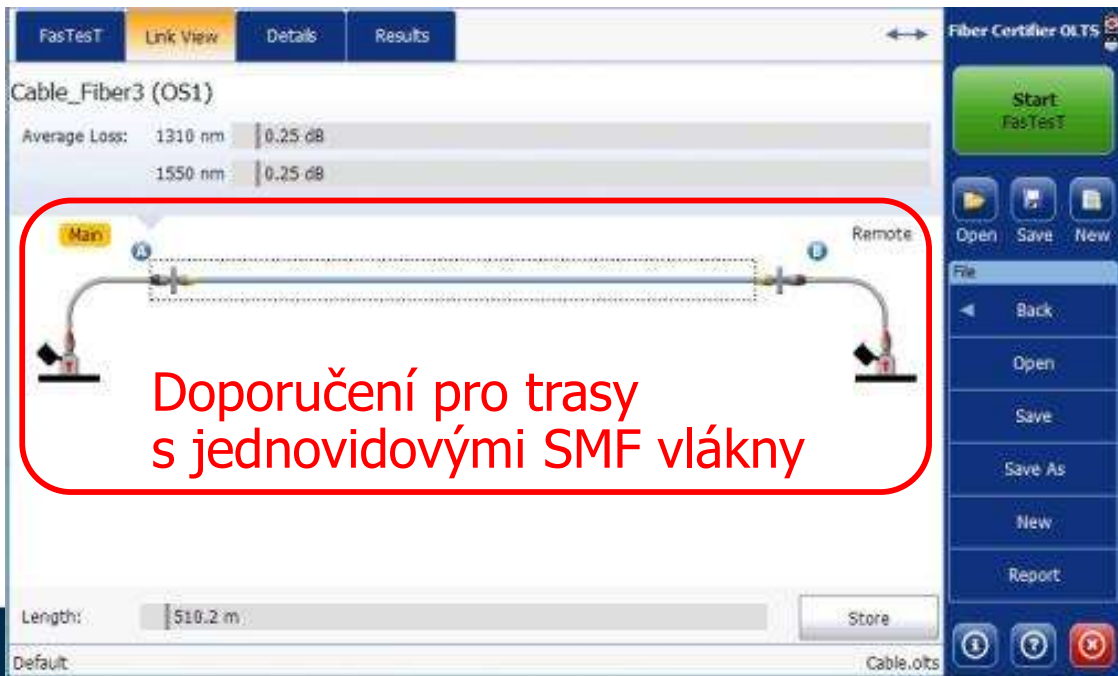 FasTesT
Link View
Details
Results
Fiber Certifier OLTS
Cable_Fiber3 (OS1)
Average Loss: 1310 nm 0.25 dB
1550 nm 0.25 dB
Start
FasTesT
Open Save New
Main
A
B
Remote
Doporučení pro trasy
s jednovidovými SMF vlákny
File
Back
Open
Save
Save As
New
Report
Length: 510.2 m
Store
Default
Cable.olts